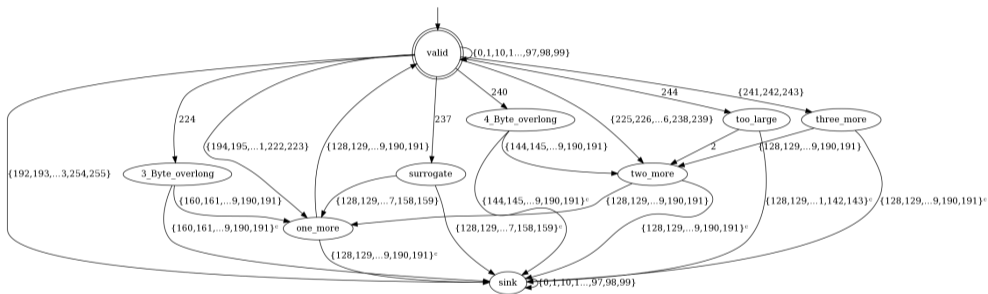 valid
{0,1,10,1...,97,98,99}
240
244
{241,242,243}
224
237
4_Byte_overlong
{225,226,...6,238,239}
too_large
three_more
{194,195,...1,222,223}
{128,129,...9,190,191}
{144,145,...9,190,191}
2
{128,129,...9,190,191}
{192,193,...3,254,255}
3_Byte_overlong
surrogate
two_more
{160,161,...9,190,191}
{128,129,...7,158,159}
{144,145,...9,190,191}ᶜ
{128,129,...9,190,191}
{128,129,...1,142,143}ᶜ
{128,129,...9,190,191}ᶜ
one_more
{160,161,...9,190,191}ᶜ
{128,129,...7,158,159}ᶜ
{128,129,...9,190,191}ᶜ
{128,129,...9,190,191}ᶜ
sink
{0,1,10,1...,97,98,99}